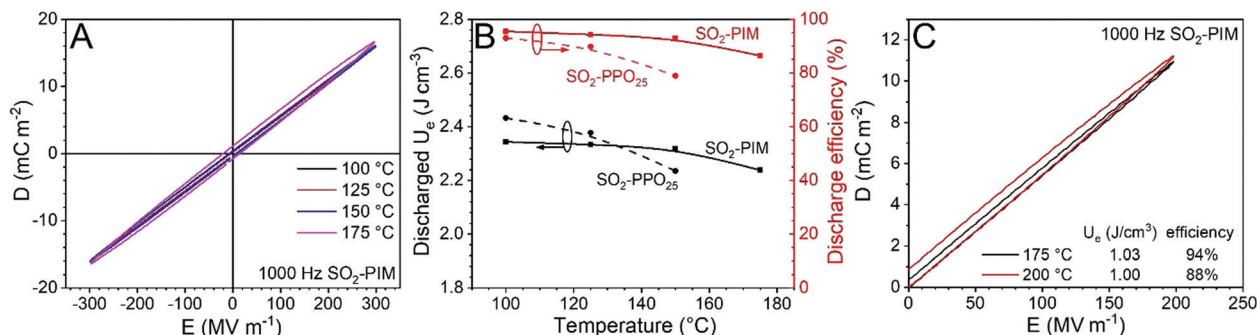 A
D (mC m⁻²)
20
10
0
-10
-20
100 °C
125 °C
150 °C
175 °C
1000 Hz SO₂-PIM
-300 -200 -100 0 100 200 300
E (MV m⁻¹)
B
Discharged Uₑ (J cm⁻³)
2.8
2.6
2.4
2.2
2.0
1.8
SO₂-PIM
SO₂-PPO₂₅
SO₂-PIM
SO₂-PPO₂₅
100 120 140 160 180
Temperature (°C)
100
80
60
40
20
0
Discharge efficiency (%)
C
1000 Hz SO₂-PIM
D (mC m⁻²)
12
10
8
6
4
2
0
Uₑ (J/cm³) efficiency
175 °C 1.03 94%
200 °C 1.00 88%
0 50 100 150 200
E (MV m⁻¹)